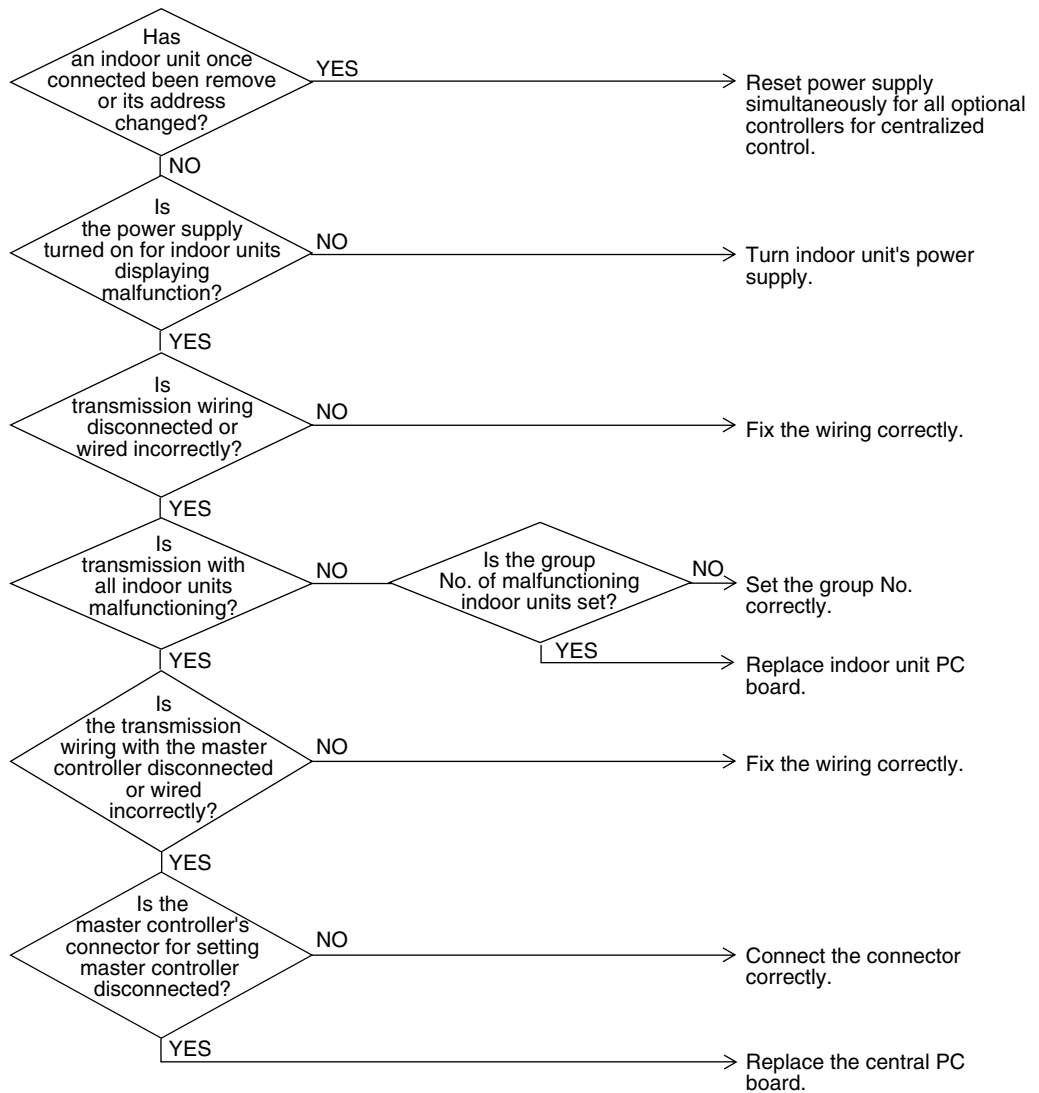 Has
an indoor unit once
connected been remove
or its address
changed?
YES
Reset power supply
simultaneously for all optional
controllers for centralized
control.
NO
Is
the power supply
turned on for indoor units
displaying
malfunction?
NO
Turn indoor unit's power
supply.
YES
Is
transmission wiring
disconnected or
wired incorrectly?
NO
Fix the wiring correctly.
YES
Is
transmission with
all indoor units
malfunctioning?
NO
Is the group
No. of malfunctioning
indoor units set?
NO
Set the group No.
correctly.
YES
Replace indoor unit PC
board.
YES
Is
the transmission
wiring with the master
controller disconnected
or wired
incorrectly?
NO
Fix the wiring correctly.
YES
Is the
master controller's
connector for setting
master controller
disconnected?
NO
Connect the connector
correctly.
YES
Replace the central PC
board.